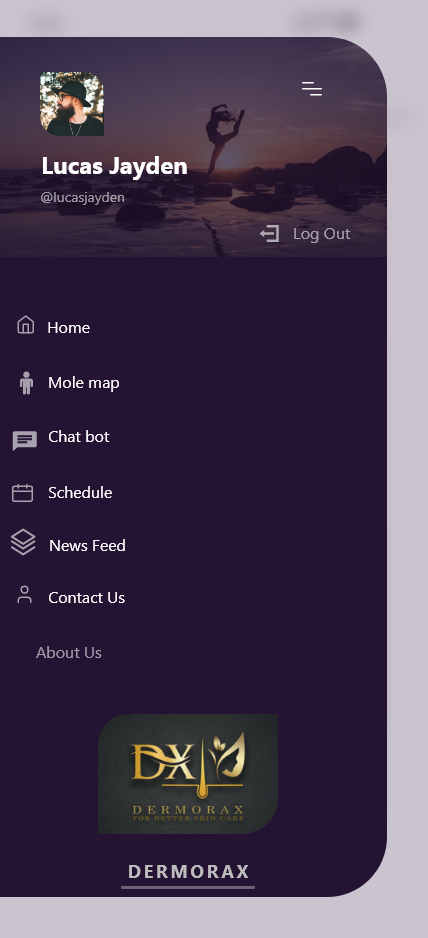 Lucas Jayden
@lucasjayden
Log Out
Home
Mole map
Chat bot
Schedule
News Feed
Contact Us
About Us
DX
DERMORAX
FOR BETTER SKIN CARE
DERMORAX